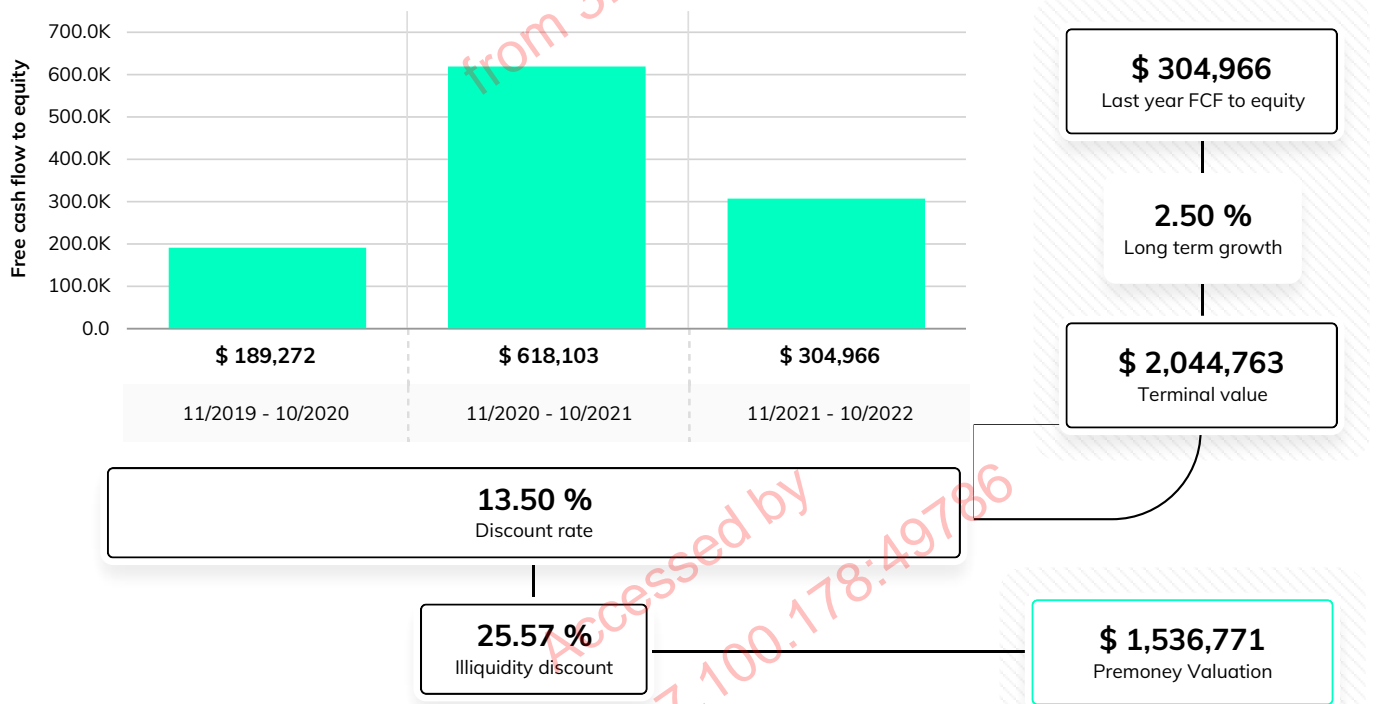 Free cash flow to equity
700.0K
600.0K
500.0K
400.0K
300.0K
200.0K
100.0K
0.0
$ 189,272
$ 618,103
$ 304,966
11/2019 - 10/2020
11/2020 - 10/2021
11/2021 - 10/2022
$ 304,966
Last year FCF to equity
2.50 %
Long term growth
$ 2,044,763
Terminal value
13.50 %
Discount rate
25.57 %
Illiquidity discount
$ 1,536,771
Premoney Valuation
from
Accessed by
.100.178:49786